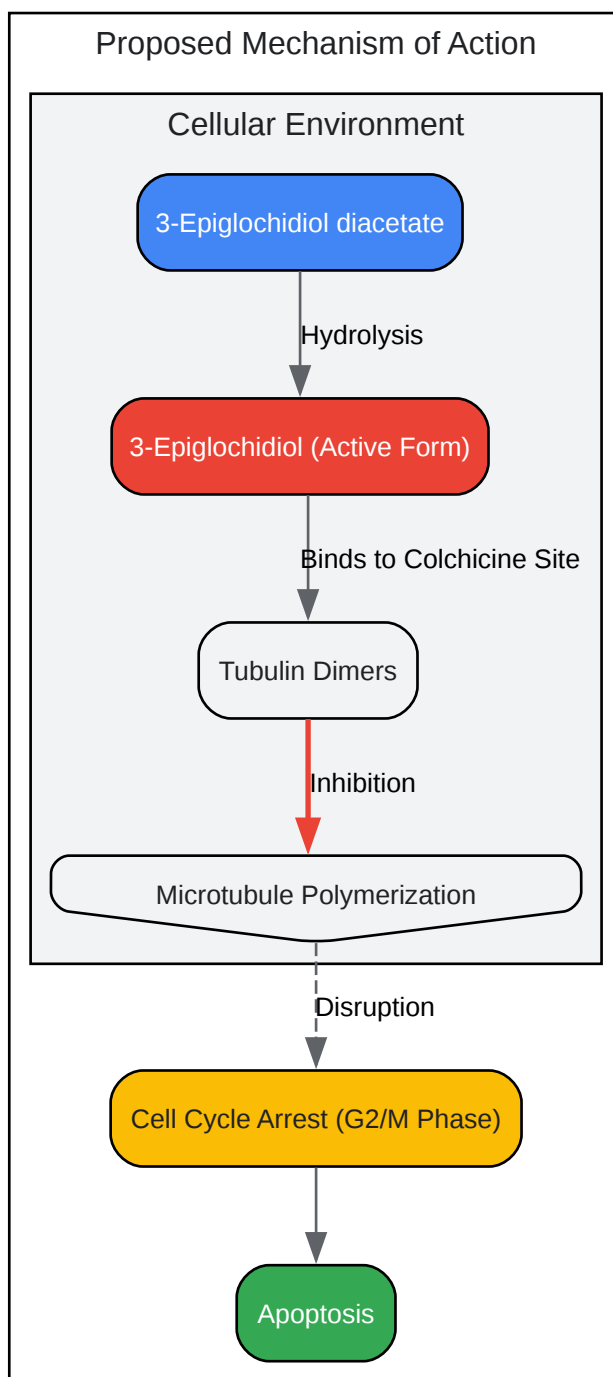 Proposed Mechanism of Action
Cellular Environment
3-Epiglochidiol diacetate
Hydrolysis
3-Epiglochidiol (Active Form)
Binds to Colchicine Site
Tubulin Dimers
Inhibition
Microtubule Polymerization
Disruption
Cell Cycle Arrest (G2/M Phase)
Apoptosis